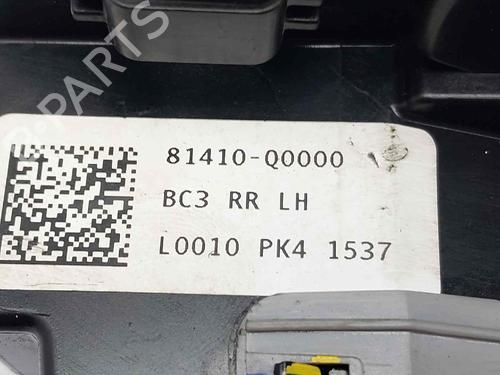 B-PARTS
81410-Q0000
BC3 RR LH
L0010 PK4 1537